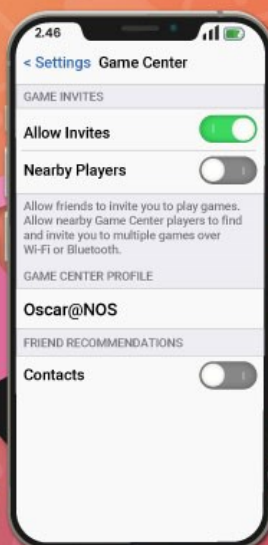 2.46
< Settings Game Center
GAME INVITES
Allow Invites
Nearby Players
Allow friends to invite you to play games.
Allow nearby Game Center players to find
and invite you to multiple games over
Wi-Fi or Bluetooth.
GAME CENTER PROFILE
Oscar@NOS
FRIEND RECOMMENDATIONS
Contacts